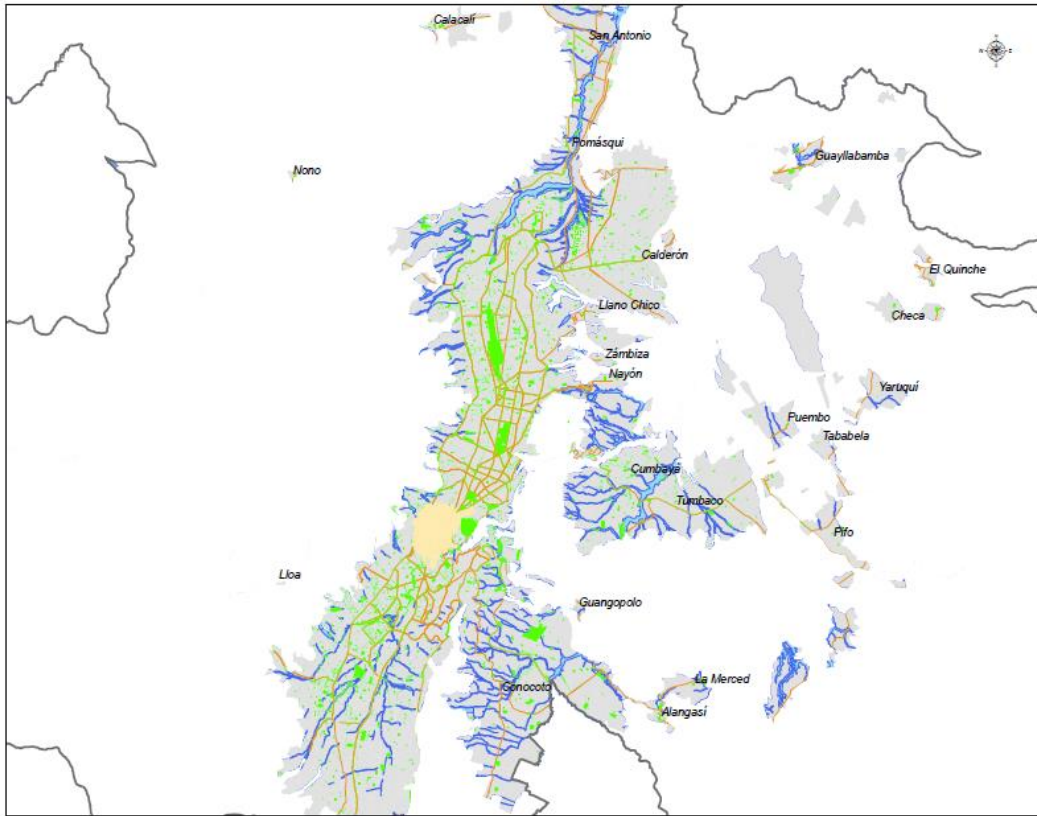 Calacalí
San Antonio
Pomásqui
Guayllabamba
Nono
Calderón
El Quinche
Llano Chico
Checa
Zámbiza
Nayón
Yaruquí
Puembo
Tababela
Cumbaya
Tumbaco
Pifo
Lloa
Guangopolo
La Merced
Conocoto
Alangasí